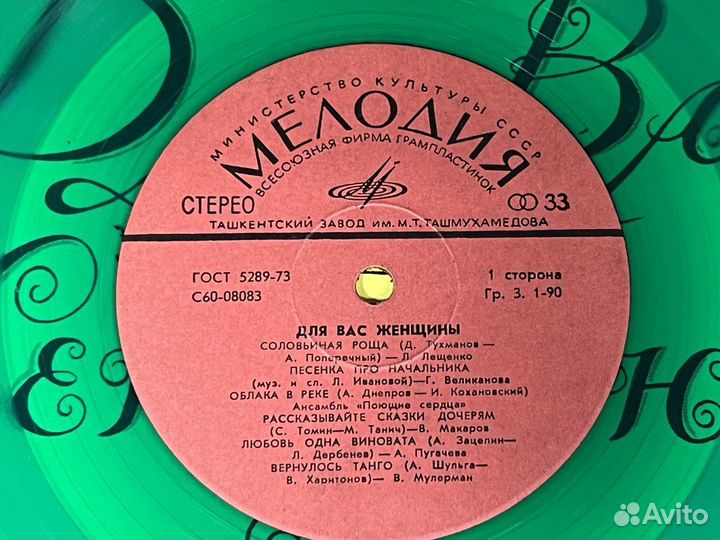 МИНИСТЕРСТВО КУЛЬТУРЫ СССР
МЕЛОДИЯ
ВСЕСОЮЗНАЯ ФИРМА ГРАМПЛАСТИНОК
СТЕРЕО 33
ТАШКЕНТСКИЙ ЗАВОД ИМ. М.Т. ТАШМУХАМЕДОВА
ГОСТ 5289-73 1 сторона
С60-08083 Гр. 3. 1-90
ДЛЯ ВАС ЖЕНЩИНЫ
СОЛОВЬИЧАЯ РОЩА (Д. Тухманов —
А. Поперечный) — Л. Лещенко
ПЕСЕНКА ПРО НАЧАЛЬНИКА
(муз. и сл. Л. Ивановой) — Г. Великанова
ОБЛАКА В РЕКЕ (А. Днепров — И. Кохановский)
Ансамбль «Поющие сердца»
РАССКАЗЫВАЙТЕ СКАЗКИ ДОЧЕРЯМ
(С. Томин — М. Танич) — В. Макаров
ЛЮБОВЬ ОДНА ВИНОВАТА (А. Зацепин —
Л. Дербенев) — А. Пугачева
ВЕРНУЛОСЬ ТАНГО (А. Шульга —
В. Харитонов) — В. Мулерман
Avito